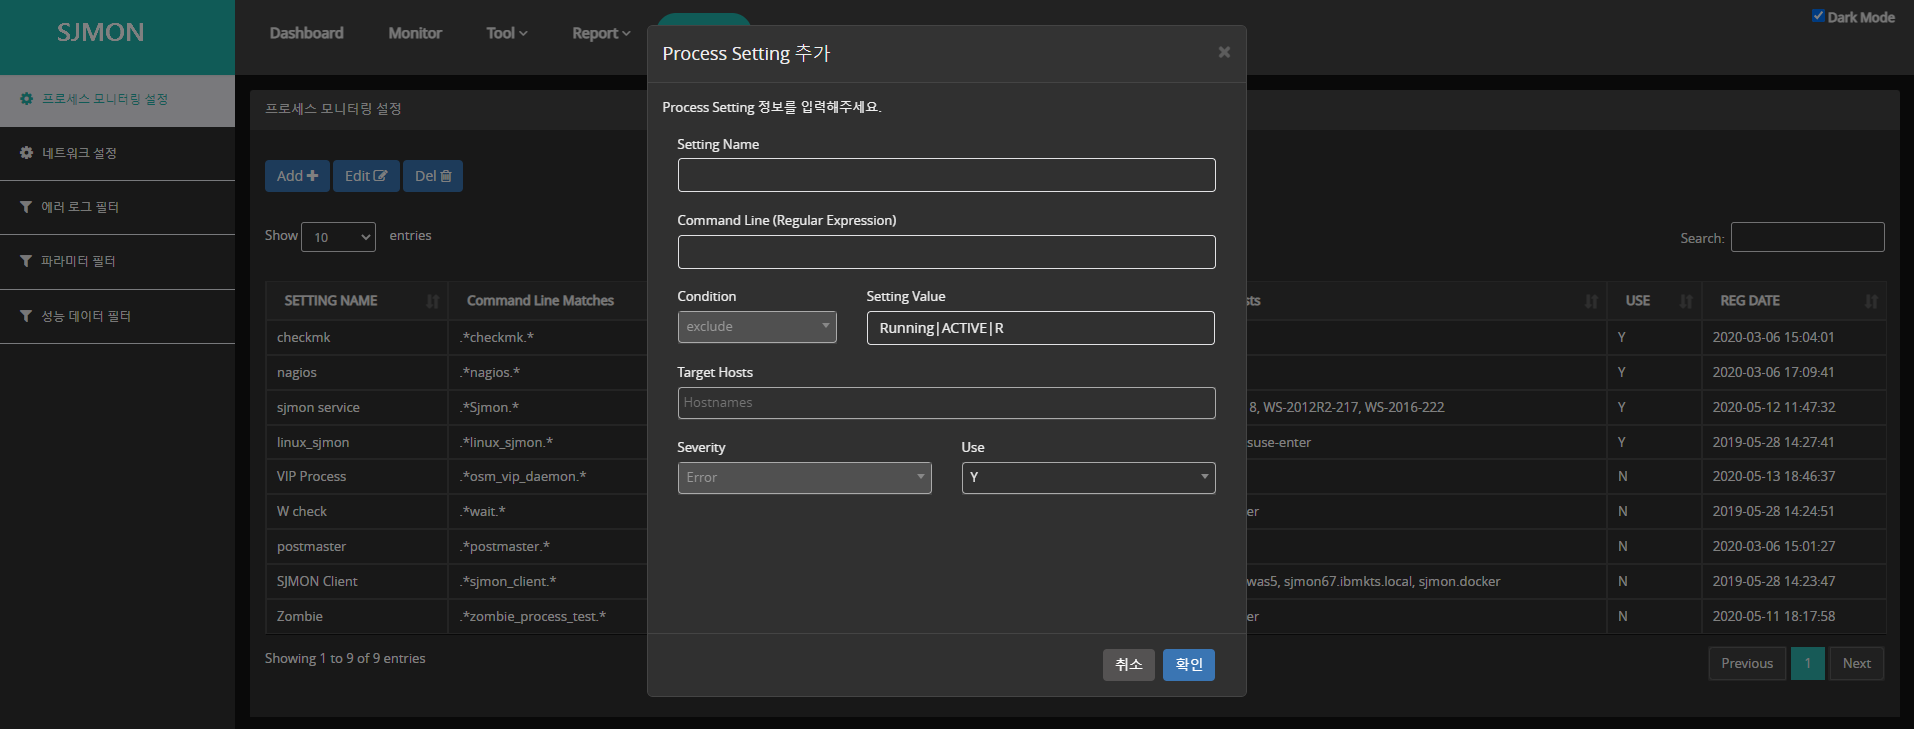 SJMON
Dashboard
Monitor
Tool
Report
Dark Mode
프로세스 모니터링 설정
네트워크 설정
에러 로그 필터
파라미터 필터
성능 데이터 필터
프로세스 모니터링 설정
Add
Edit
Del
Show 10 entries
Search:
SETTING NAME Command Line Matches USE REG DATE
checkmk .*checkmk.* Y 2020-03-06 15:04:01
nagios .*nagios.* Y 2020-03-06 17:09:41
sjmon service .*Sjmon.* 8, WS-2012R2-217, WS-2016-222 Y 2020-05-12 11:47:32
linux_sjmon .*linux_sjmon.* suse-enter Y 2019-05-28 14:27:41
VIP Process .*osm_vip_daemon.* N 2020-05-13 18:46:37
W check .*wait.* N 2019-05-28 14:24:51
postmaster .*postmaster.* N 2020-03-06 15:01:27
SJMON Client .*sjmon_client.* was5, sjmon67.ibmkts.local, sjmon.docker N 2019-05-28 14:23:47
Zombie .*zombie_process_test.* N 2020-05-11 18:17:58
Showing 1 to 9 of 9 entries
Previous 1 Next
Process Setting 추가
Process Setting 정보를 입력해주세요.
Setting Name
Command Line (Regular Expression)
Condition
exclude
Setting Value
Running|ACTIVE|R
Target Hosts
Hostnames
Severity
Error
Use
Y
취소
확인